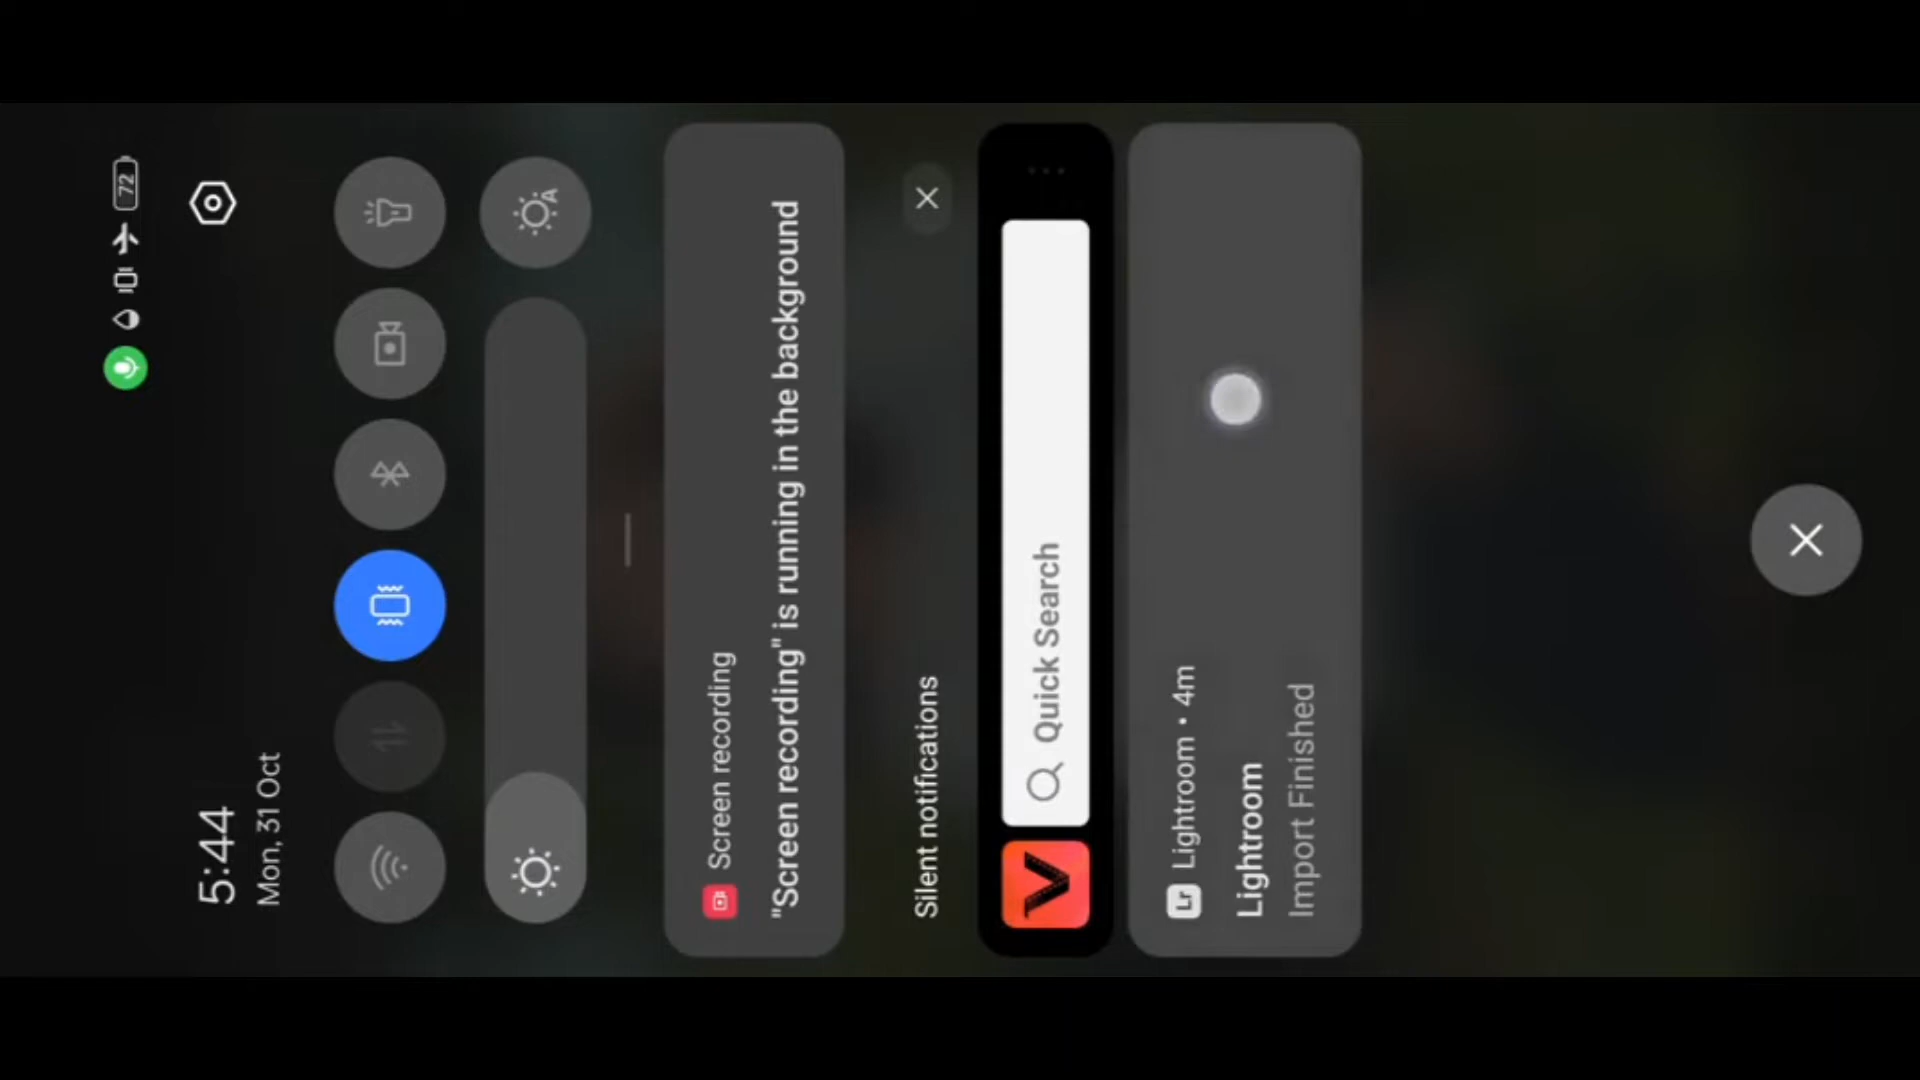 72
5:44
Mon, 31 Oct
A
Screen recording
"Screen recording" is running in the background
Silent notifications
Quick Search
Lr Lightroom • 4m
Lightroom
Import Finished